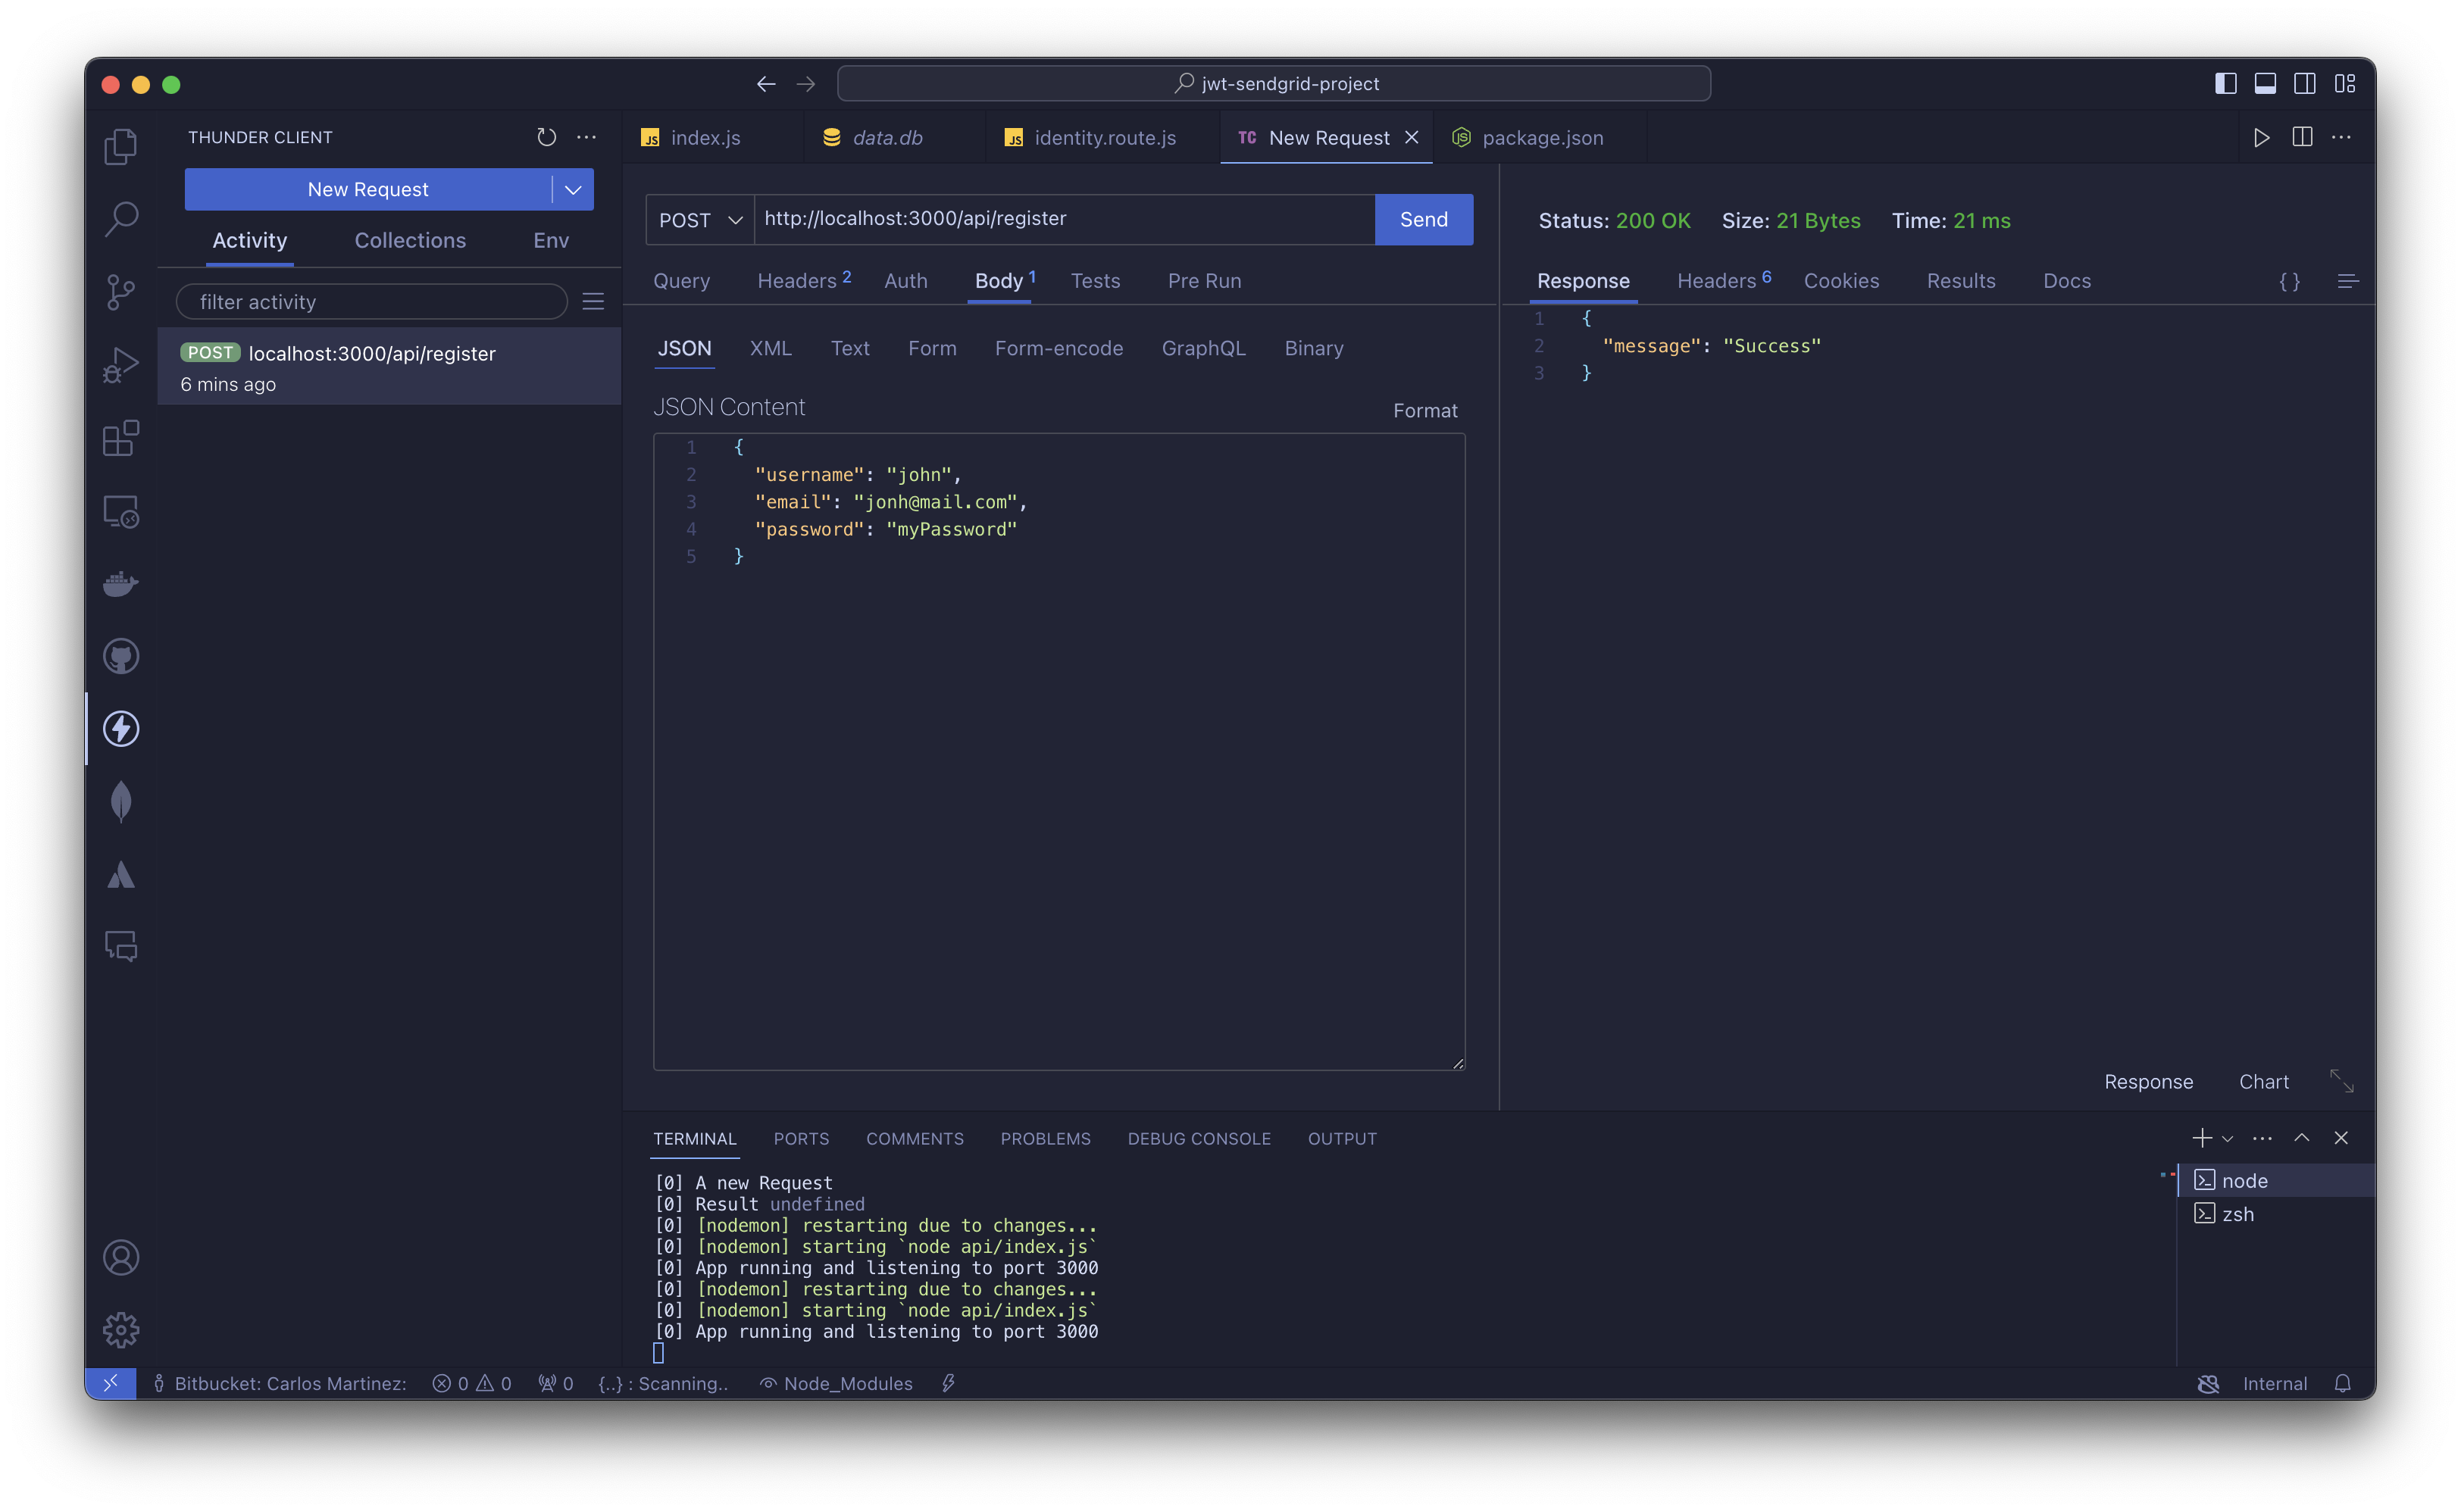 jwt-sendgrid-project
THUNDER CLIENT
New Request
Activity Collections Env
filter activity
POST localhost:3000/api/register
6 mins ago
JS index.js data.db JS identity.route.js TC New Request package.json
POST http://localhost:3000/api/register Send
Query Headers 2 Auth Body 1 Tests Pre Run
JSON XML Text Form Form-encode GraphQL Binary
JSON Content Format
1 {
2 "username": "john",
3 "email": "jonh@mail.com",
4 "password": "myPassword"
5 }
Status: 200 OK Size: 21 Bytes Time: 21 ms
Response Headers 6 Cookies Results Docs { }
1 {
2 "message": "Success"
3 }
Response Chart
TERMINAL PORTS COMMENTS PROBLEMS DEBUG CONSOLE OUTPUT
[0] A new Request
[0] Result undefined
[0] [nodemon] restarting due to changes...
[0] [nodemon] starting `node api/index.js`
[0] App running and listening to port 3000
[0] [nodemon] restarting due to changes...
[0] [nodemon] starting `node api/index.js`
[0] App running and listening to port 3000
node
zsh
Bitbucket: Carlos Martinez: 0 0 0 {..} : Scanning.. Node_Modules Internal